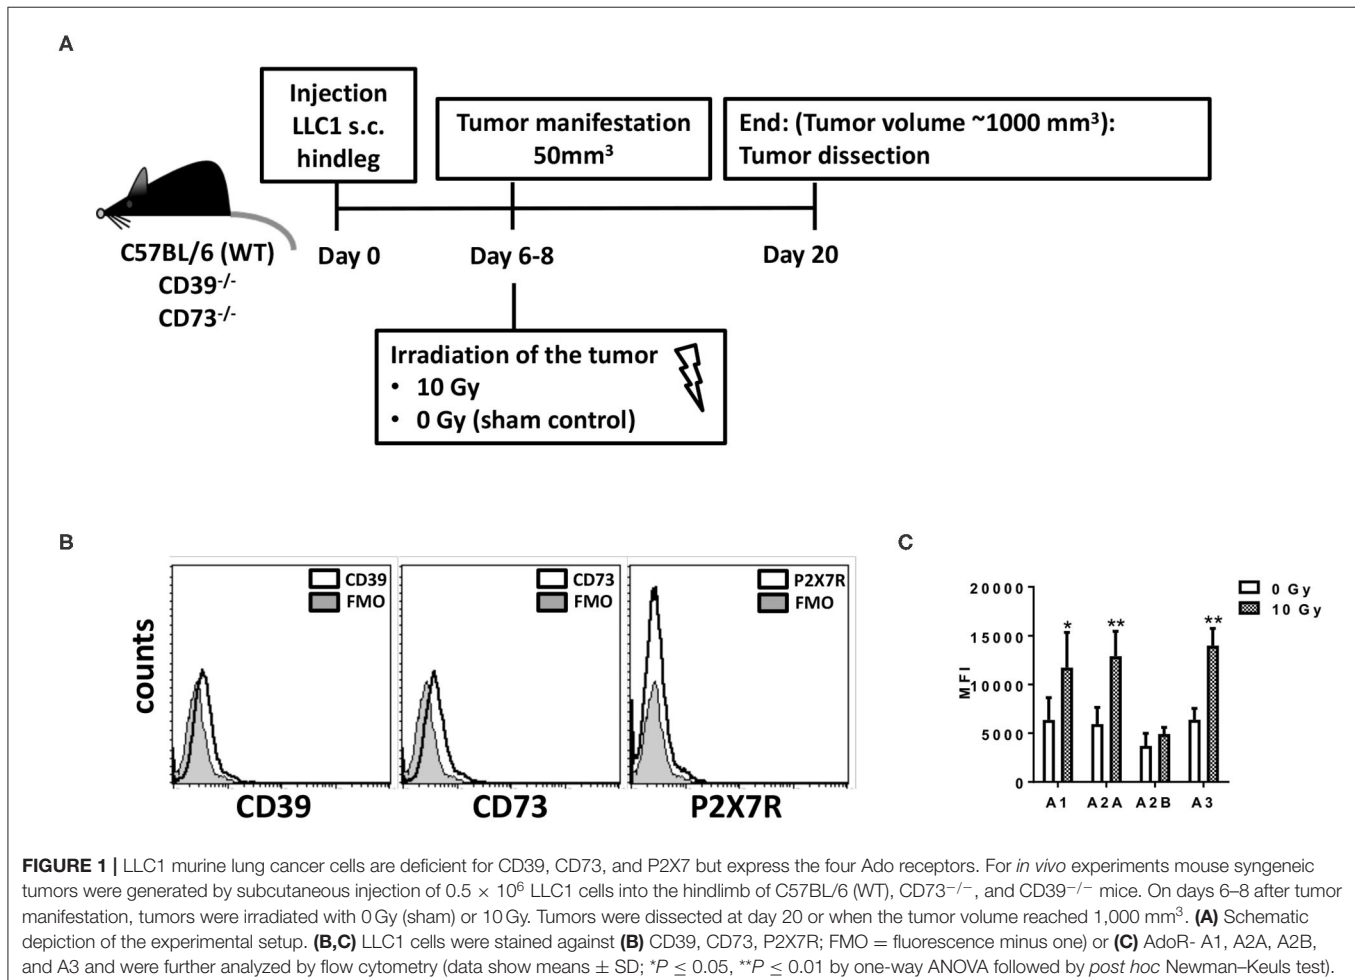 A
Injection
LLC1 s.c.
hindleg
Tumor manifestation
50mm³
End: (Tumor volume ~1000 mm³):
Tumor dissection
C57BL/6 (WT)
CD39-/-
CD73-/-
Day 0
Day 6-8
Day 20
Irradiation of the tumor
• 10 Gy
• 0 Gy (sham control)
B
counts
CD39
FMO
CD39
CD73
FMO
CD73
P2X7R
FMO
P2X7R
C
MFI
20000
15000
10000
5000
0
* ** **
A1 A2A A2B A3
0 Gy
10 Gy
FIGURE 1 | LLC1 murine lung cancer cells are deficient for CD39, CD73, and P2X7 but express the four Ado receptors. For in vivo experiments mouse syngeneic
tumors were generated by subcutaneous injection of 0.5 × 10⁶ LLC1 cells into the hindlimb of C57BL/6 (WT), CD73−/−, and CD39−/− mice. On days 6–8 after tumor
manifestation, tumors were irradiated with 0 Gy (sham) or 10 Gy. Tumors were dissected at day 20 or when the tumor volume reached 1,000 mm³. (A) Schematic
depiction of the experimental setup. (B,C) LLC1 cells were stained against (B) CD39, CD73, P2X7R; FMO = fluorescence minus one) or (C) AdoR- A1, A2A, A2B,
and A3 and were further analyzed by flow cytometry (data show means ± SD; *P ≤ 0.05, **P ≤ 0.01 by one-way ANOVA followed by post hoc Newman–Keuls test).